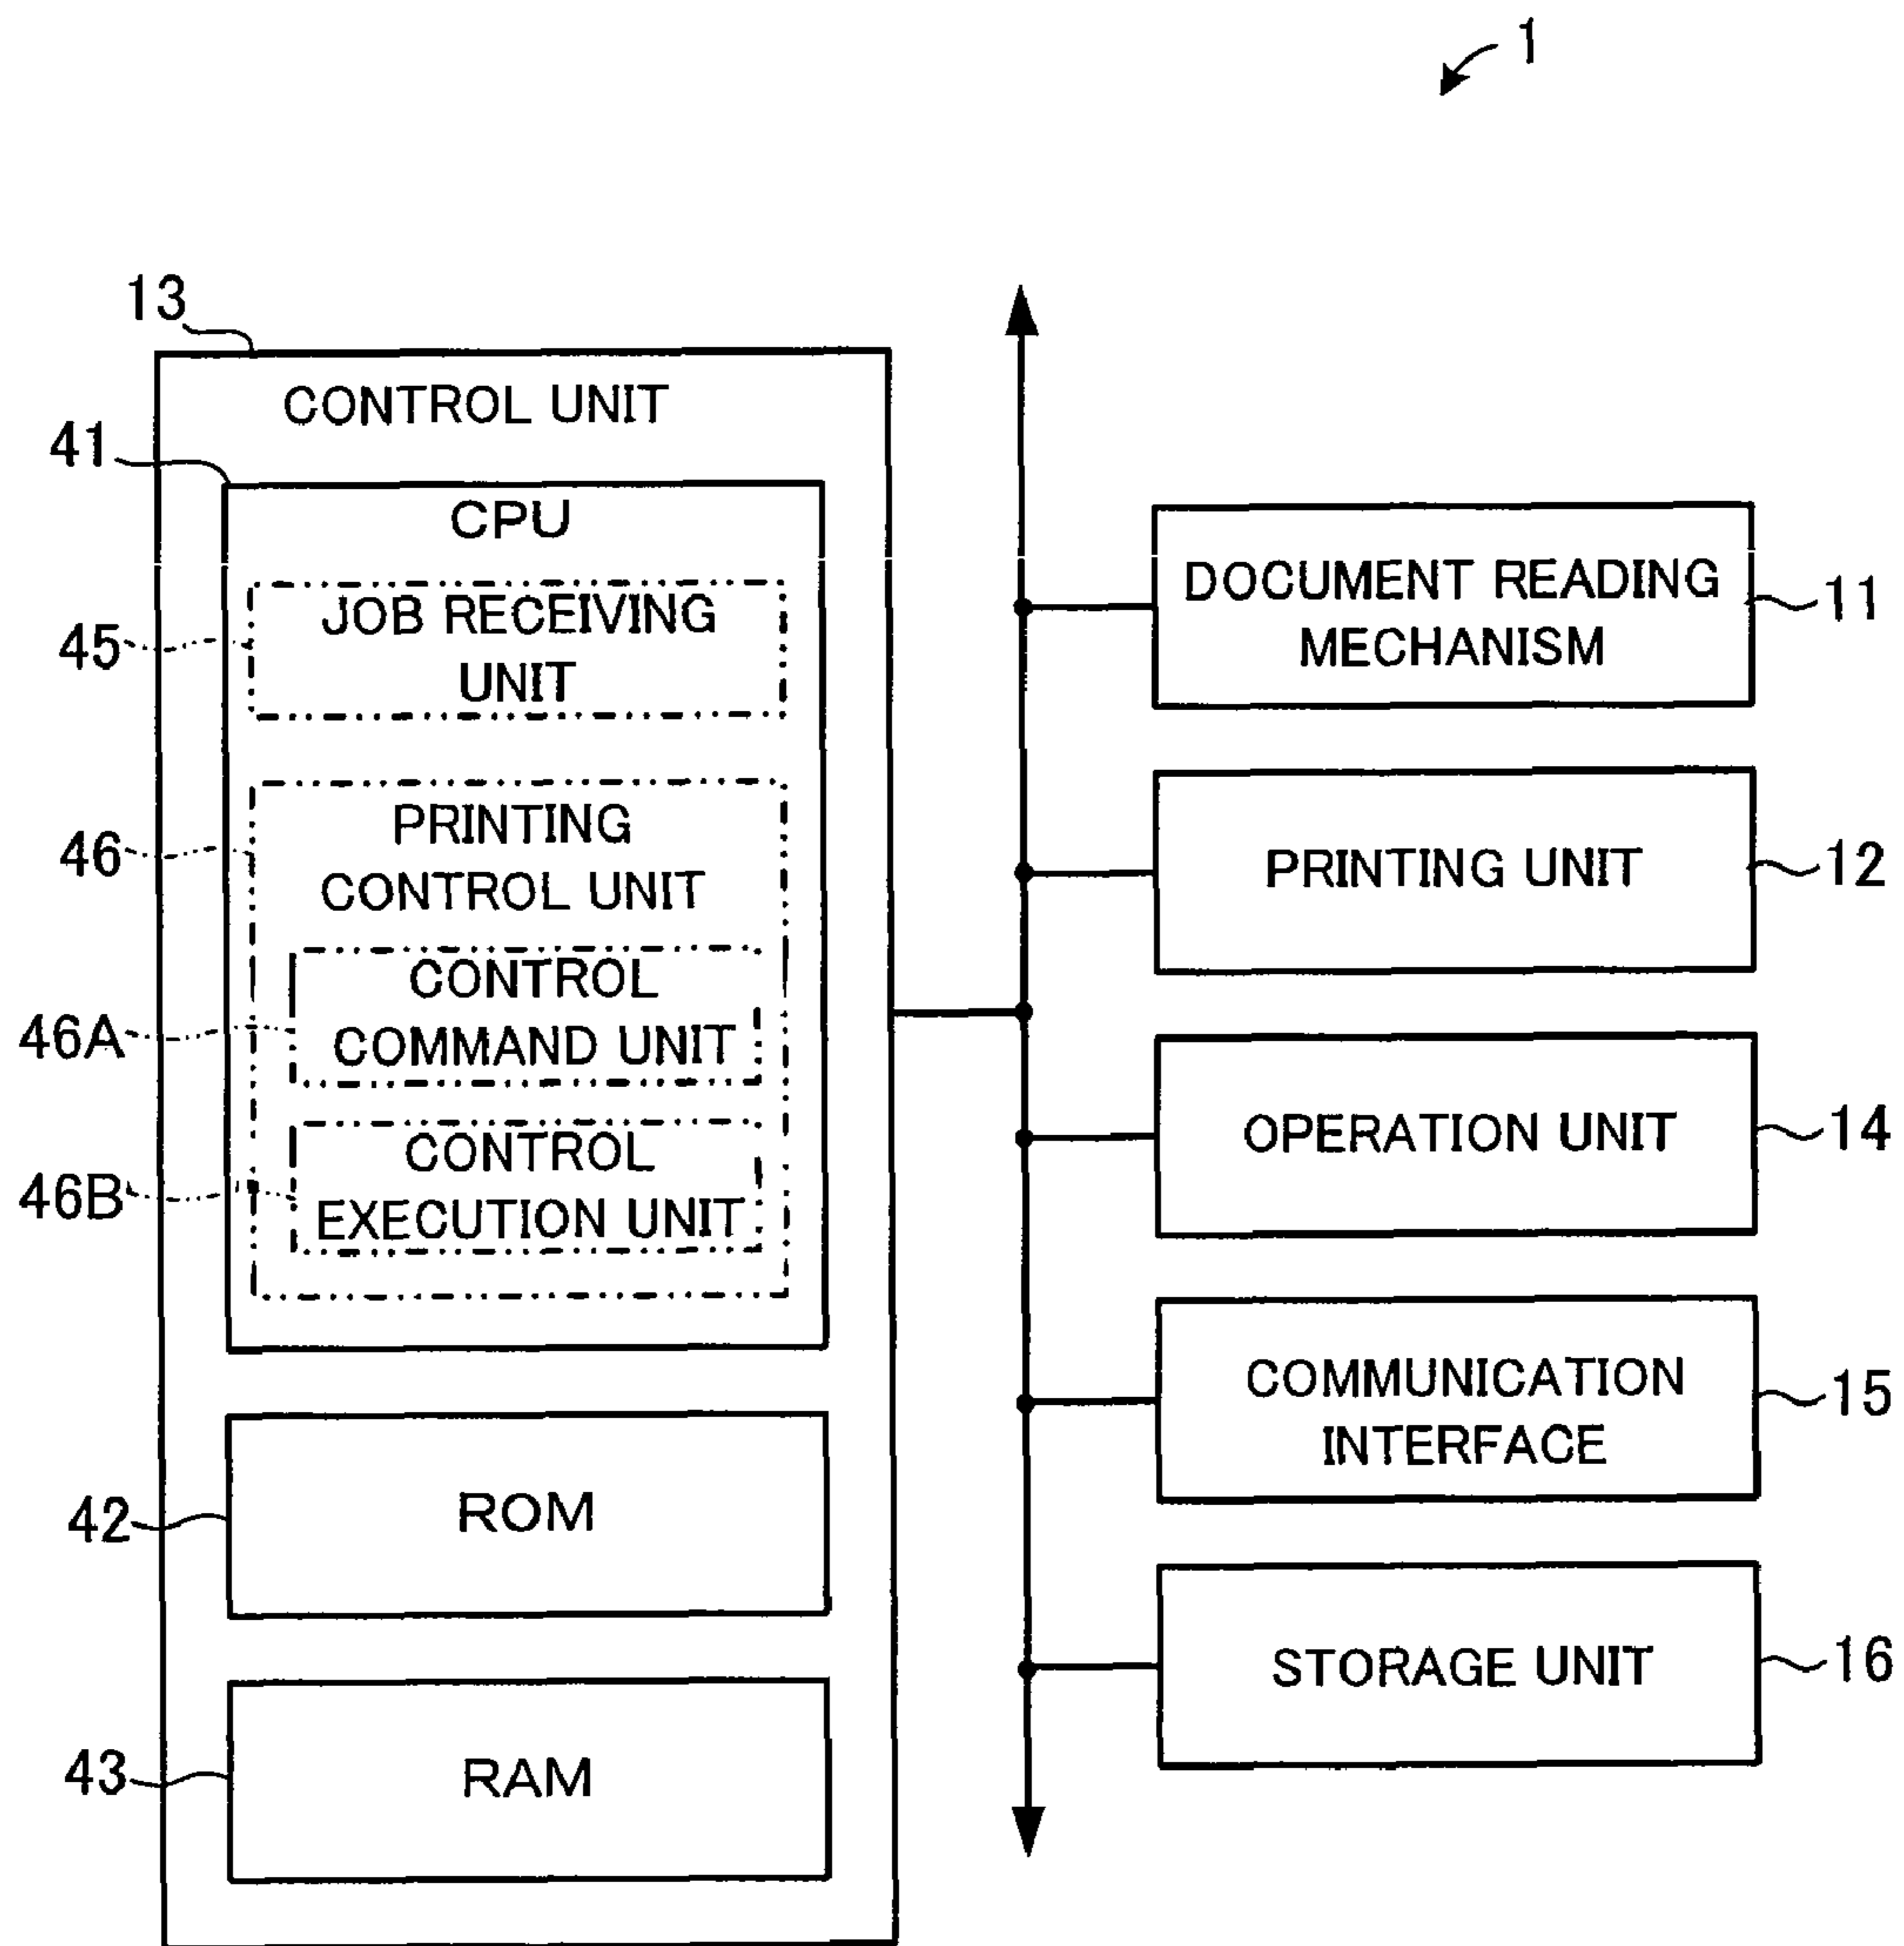 1
13
CONTROL UNIT
41
CPU
45
JOB RECEIVING
UNIT
46
PRINTING
CONTROL UNIT
46A
CONTROL
COMMAND UNIT
46B
CONTROL
EXECUTION UNIT
42
ROM
43
RAM
DOCUMENT READING
MECHANISM
11
PRINTING UNIT
12
OPERATION UNIT
14
COMMUNICATION
INTERFACE
15
STORAGE UNIT
16